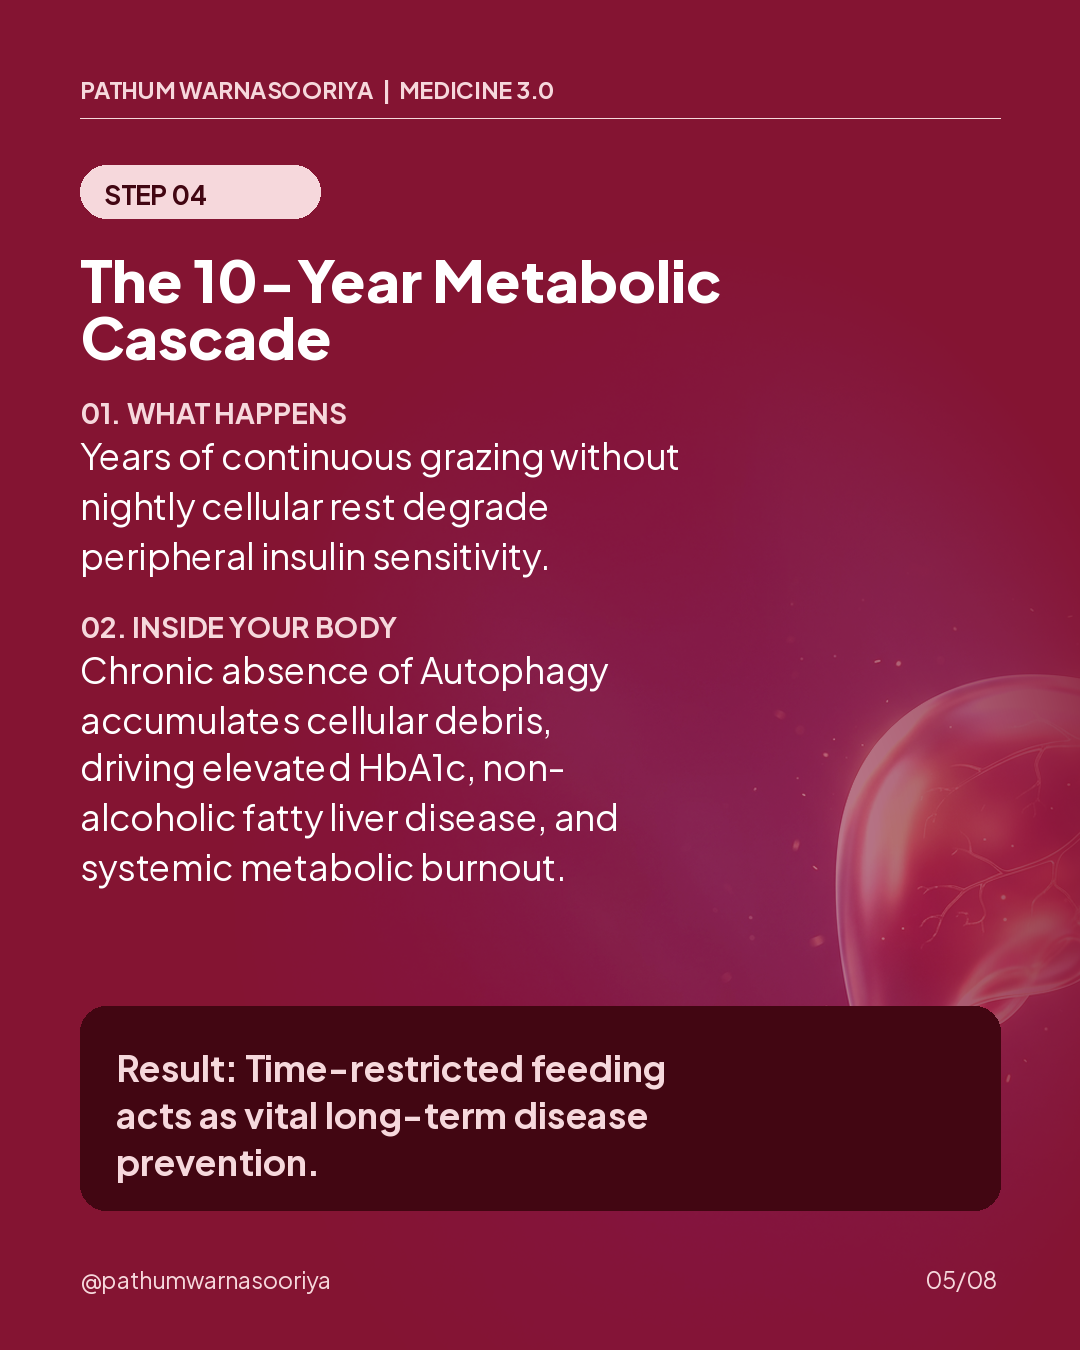 PATHUM WARNASOORIYA | MEDICINE 3.0
STEP 04
The 10-Year Metabolic
Cascade
01. WHAT HAPPENS
Years of continuous grazing without
nightly cellular rest degrade
peripheral insulin sensitivity.
02. INSIDE YOUR BODY
Chronic absence of Autophagy
accumulates cellular debris,
driving elevated HbA1c, non-
alcoholic fatty liver disease, and
systemic metabolic burnout.
Result: Time-restricted feeding
acts as vital long-term disease
prevention.
@pathumwarnasooriya
05/08